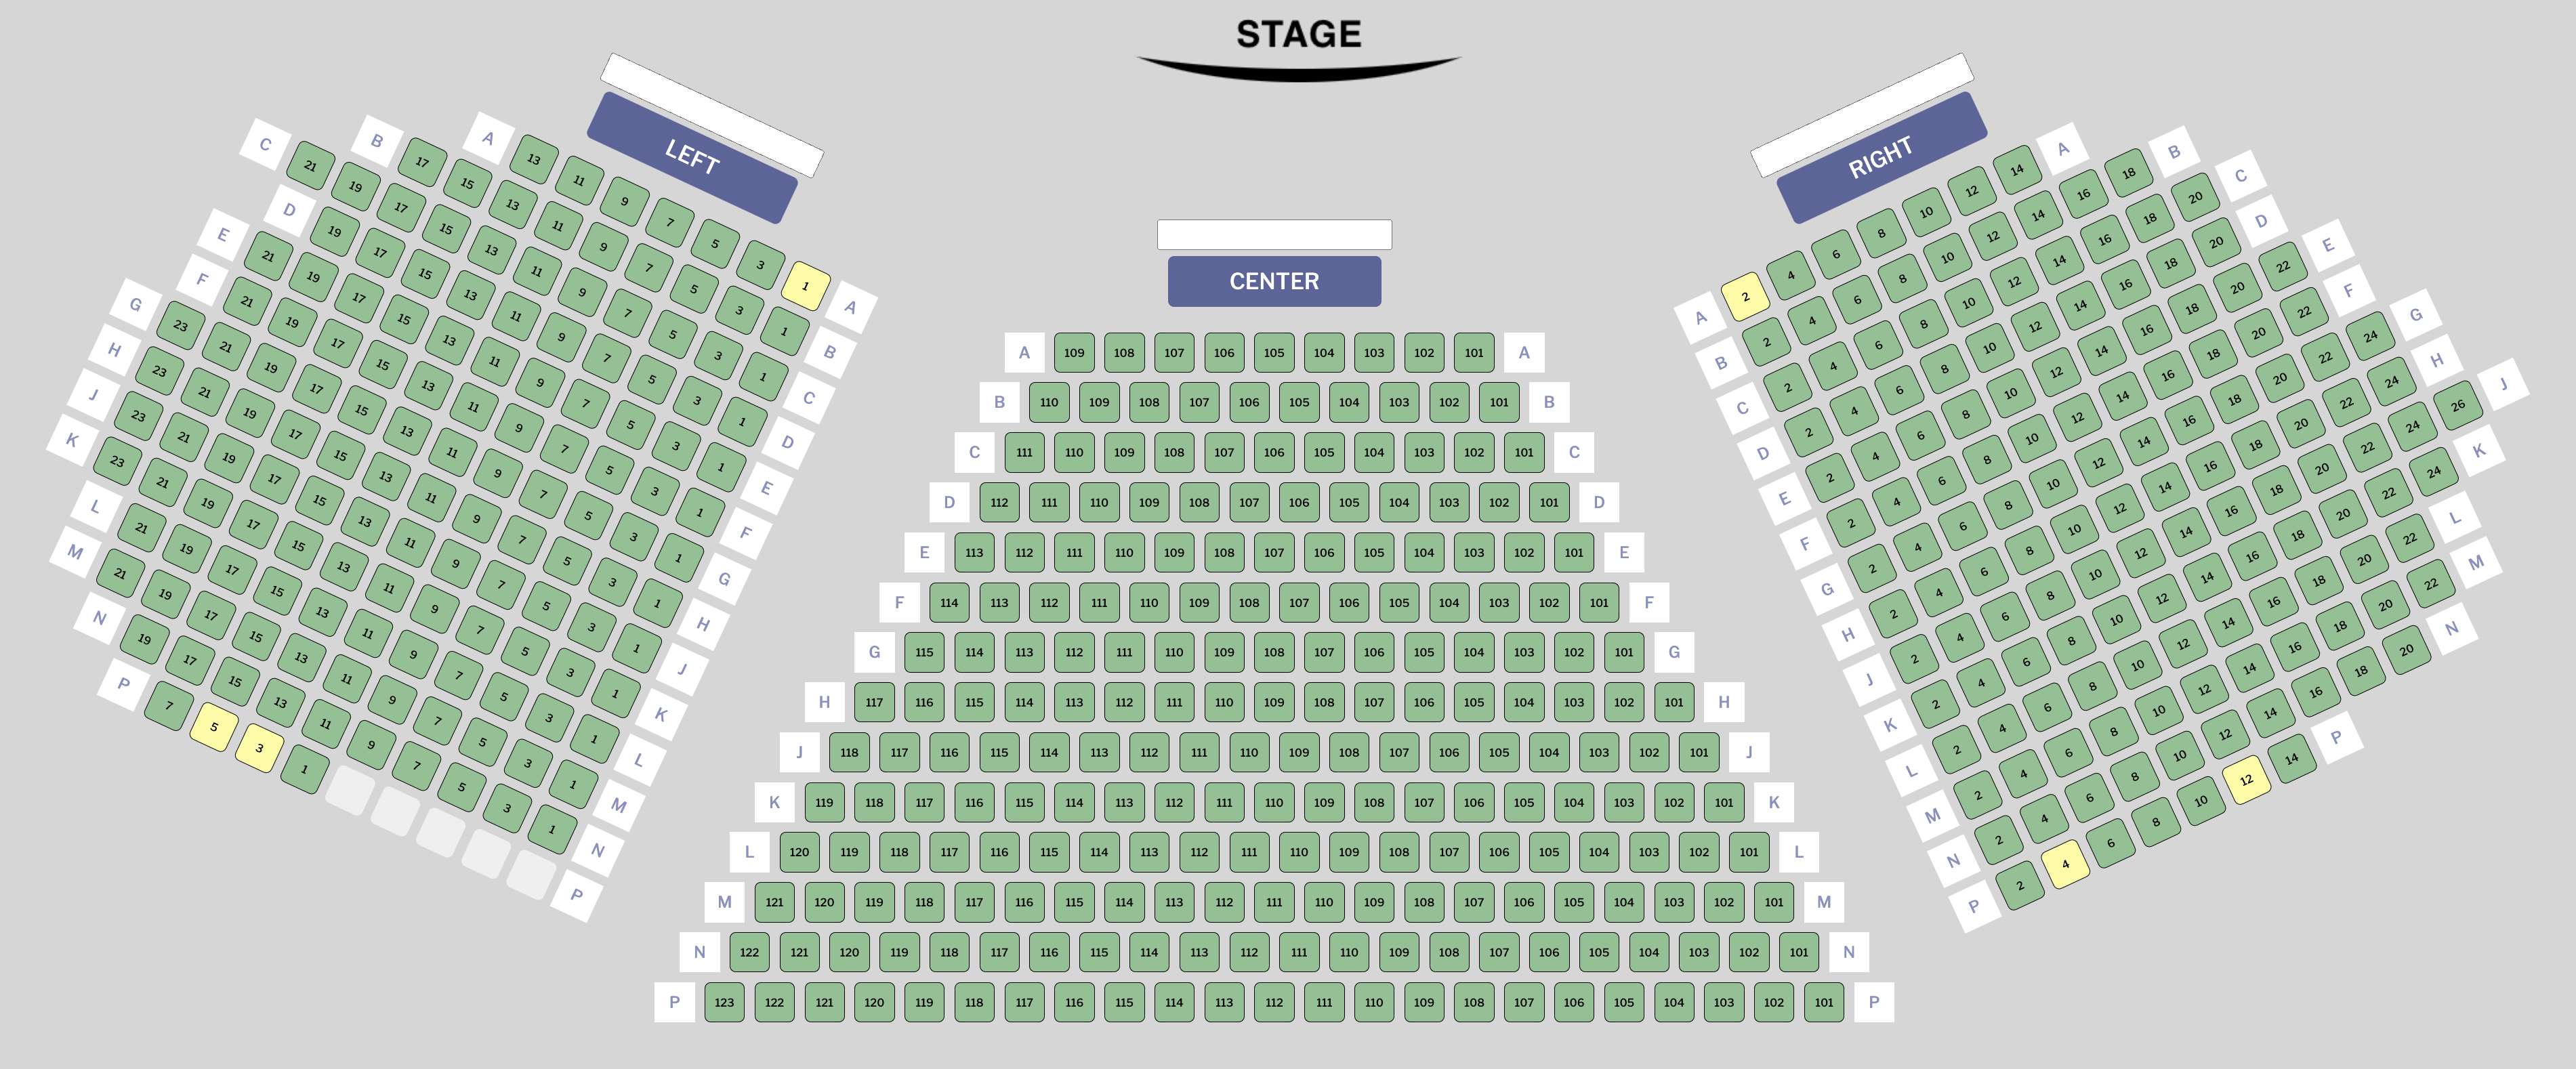 STAGE
LEFT
A 13 11 9 7 5 3 1 A
B 17 15 13 11 9 7 5 3 1 B
C 21 19 17 15 13 11 9 7 5 3 1 C
D 19 17 15 13 11 9 7 5 3 1 D
E 21 19 17 15 13 11 9 7 5 3 1 E
F 21 19 17 15 13 11 9 7 5 3 1 F
G 23 21 19 17 15 13 11 9 7 5 3 1 G
H 23 21 19 17 15 13 11 9 7 5 3 1 H
J 23 21 19 17 15 13 11 9 7 5 3 1 J
K 23 21 19 17 15 13 11 9 7 5 3 1 K
L 21 19 17 15 13 11 9 7 5 3 1 L
M 21 19 17 15 13 11 9 7 5 3 1 M
N 19 17 15 13 11 9 7 5 3 1 N
P 7 5 3 1 P
CENTER
A 109 108 107 106 105 104 103 102 101 A
B 110 109 108 107 106 105 104 103 102 101 B
C 111 110 109 108 107 106 105 104 103 102 101 C
D 112 111 110 109 108 107 106 105 104 103 102 101 D
E 113 112 111 110 109 108 107 106 105 104 103 102 101 E
F 114 113 112 111 110 109 108 107 106 105 104 103 102 101 F
G 115 114 113 112 111 110 109 108 107 106 105 104 103 102 101 G
H 117 116 115 114 113 112 111 110 109 108 107 106 105 104 103 102 101 H
J 118 117 116 115 114 113 112 111 110 109 108 107 106 105 104 103 102 101 J
K 119 118 117 116 115 114 113 112 111 110 109 108 107 106 105 104 103 102 101 K
L 120 119 118 117 116 115 114 113 112 111 110 109 108 107 106 105 104 103 102 101 L
M 121 120 119 118 117 116 115 114 113 112 111 110 109 108 107 106 105 104 103 102 101 M
N 122 121 120 119 118 117 116 115 114 113 112 111 110 109 108 107 106 105 104 103 102 101 N
P 123 122 121 120 119 118 117 116 115 114 113 112 111 110 109 108 107 106 105 104 103 102 101 P
RIGHT
A 2 4 6 8 10 12 14 A
B 2 4 6 8 10 12 14 16 18 B
C 2 4 6 8 10 12 14 16 18 20 C
D 2 4 6 8 10 12 14 16 18 20 D
E 2 4 6 8 10 12 14 16 18 20 22 E
F 2 4 6 8 10 12 14 16 18 20 22 F
G 2 4 6 8 10 12 14 16 18 20 22 24 G
H 2 4 6 8 10 12 14 16 18 20 22 24 H
J 2 4 6 8 10 12 14 16 18 20 22 24 26 J
K 2 4 6 8 10 12 14 16 18 20 22 24 K
L 2 4 6 8 10 12 14 16 18 20 22 L
M 2 4 6 8 10 12 14 16 18 20 22 M
N 2 4 6 8 10 12 14 16 18 20 N
P 2 4 6 8 10 12 14 P